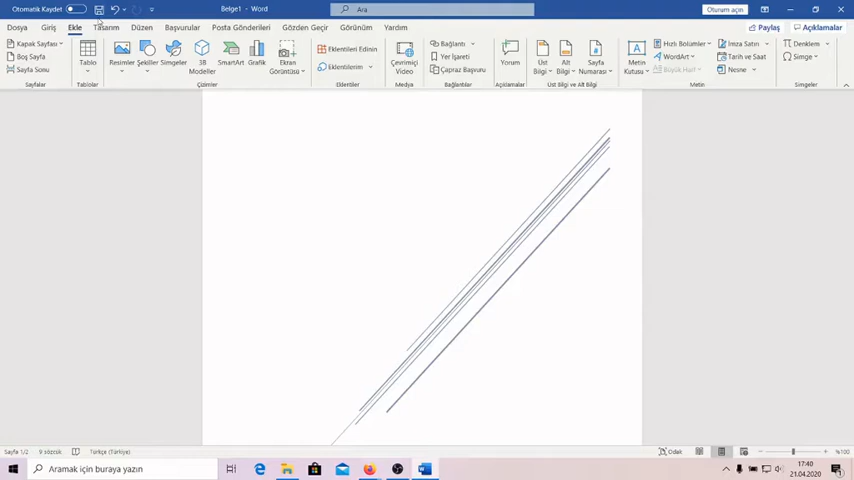 Otomatik Kaydet
Belge1 - Word
Ara
Oturum açın
Dosya Giriş Ekle Tasarım Düzen Başvurular Posta Gönderileri Gözden Geçir Görünüm Yardım
Paylaş Açıklamalar
Kapak Sayfası
Boş Sayfa
Sayfa Sonu
Sayfalar
Tablo
Tablolar
Resimler Şekiller Simgeler 3B Modeller SmartArt Grafik Ekran Görüntüsü
Çizimler
Eklentileri Edinin
Eklentilerim
Eklentiler
Çevrimiçi Video
Medya
Bağlantı
Yer İşareti
Çapraz Başvuru
Bağlantılar
Yorum
Açıklamalar
Üst Bilgi Alt Bilgi Sayfa Numarası
Üst Bilgi ve Alt Bilgi
Metin Kutusu
Hızlı Bölümler
WordArt
Büyük Harf
İmza Satırı
Tarih ve Saat
Nesne
Metin
Denklem
Simge
Simgeler
Sayfa 1/2 9 sözcük Türkçe (Türkiye)
Odak
%100
Aramak için buraya yazın
17:40
21.04.2020
1